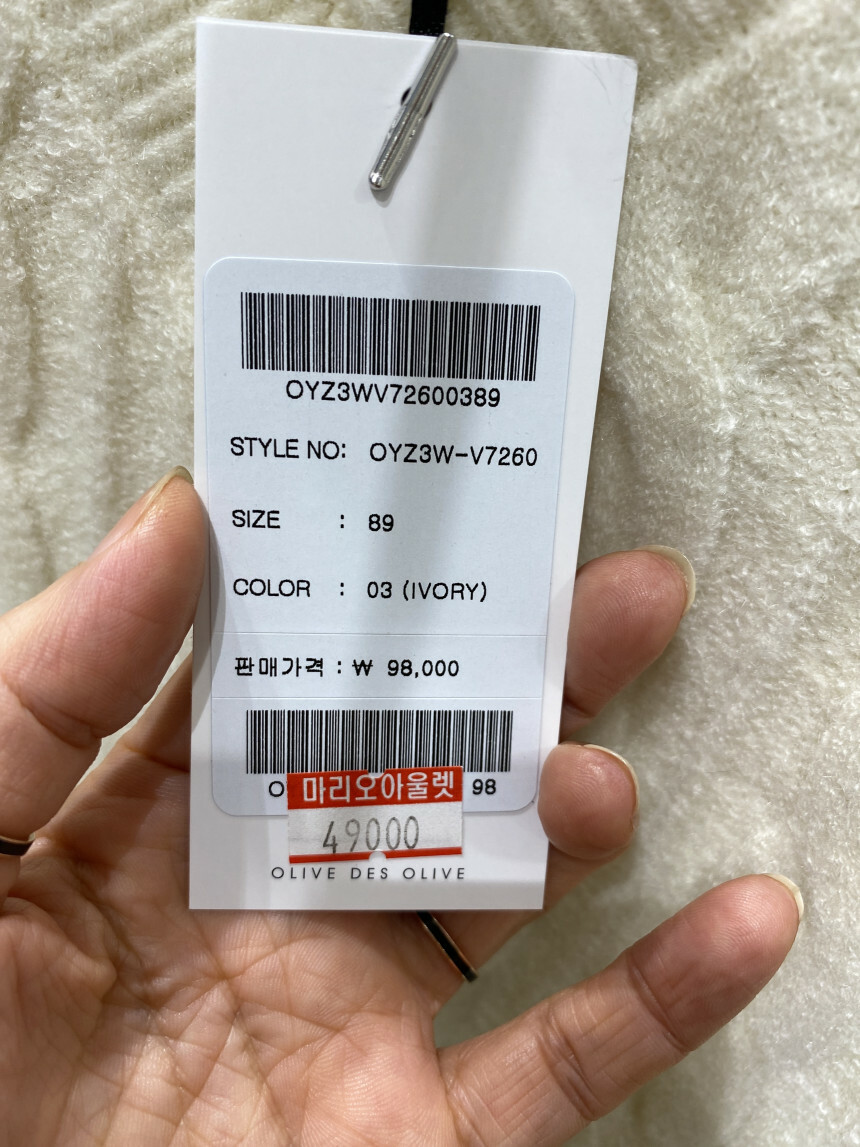 OYZ3WV72600389
STYLE NO: OYZ3W-V7260
SIZE : 89
COLOR : 03 (IVORY)
판매가격 : ₩ 98,000
O 98
마리오아울렛
49000
OLIVE DES OLIVE